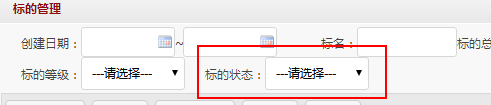 标的管理
创建日期： ~ 标名： 标的总
标的等级： ---请选择--- 标的状态： ---请选择---